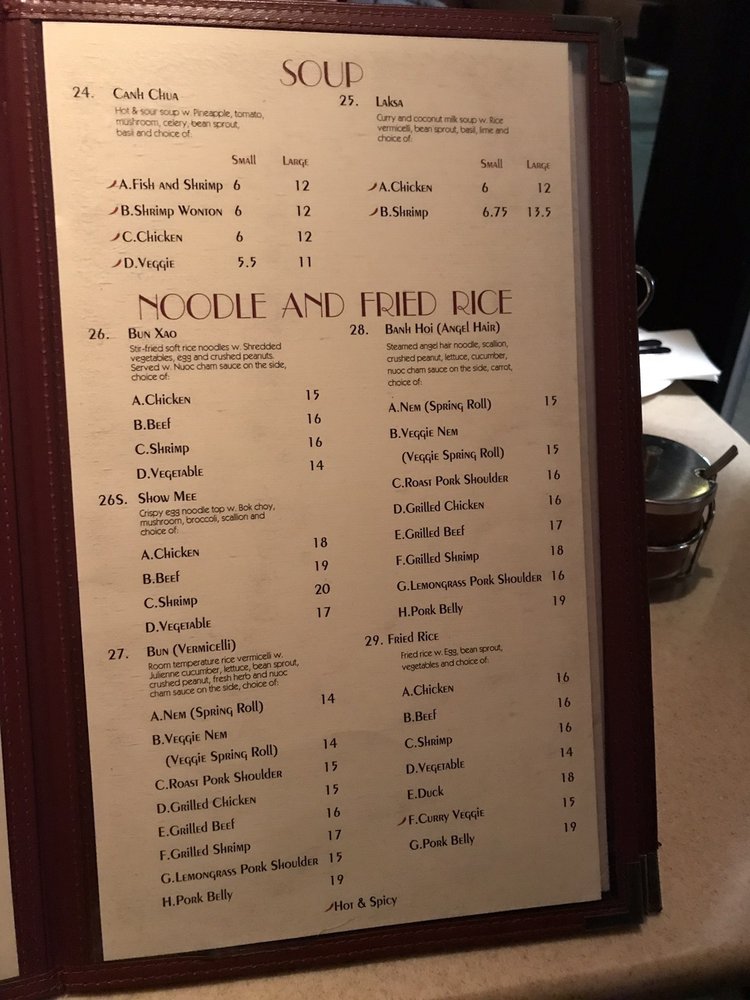 SOUP
24. Canh Chua
Hot & sour soup w. Pineapple, tomato,
mushroom, celery, bean sprout,
basil and choice of:
Small Large
A.Fish and Shrimp 6 12
B.Shrimp Wonton 6 12
C.Chicken 6 12
D.Veggie 5.5 11
25. Laksa
Curry and coconut milk soup w. Rice
vermicelli, bean sprout, basil, lime and
choice of:
Small Large
A.Chicken 6 12
B.Shrimp 6.75 13.5
NOODLE AND FRIED RICE
26. Bun Xao
Stir-fried soft rice noodles w. Shredded
vegetables, egg and crushed peanuts.
Served w. Nuoc cham sauce on the side,
choice of:
A.Chicken 15
B.Beef 16
C.Shrimp 16
D.Vegetable 14
26S. Show Mee
Crispy egg noodle top w. Bok choy,
mushroom, broccoli, scallion and
choice of:
A.Chicken 18
B.Beef 19
C.Shrimp 20
D.Vegetable 17
27. Bun (Vermicelli)
Room temperature rice vermicelli w.
Julienne cucumber, lettuce, bean sprout,
crushed peanut, fresh herb and nuoc
cham sauce on the side, choice of:
A.Nem (Spring Roll) 14
B.Veggie Nem
(Veggie Spring Roll) 14
C.Roast Pork Shoulder 15
D.Grilled Chicken 15
E.Grilled Beef 16
F.Grilled Shrimp 17
G.Lemongrass Pork Shoulder 15
H.Pork Belly 19
28. Banh Hoi (Angel Hair)
Steamed angel hair noodle, scallion,
crushed peanut, lettuce, cucumber,
nuoc cham sauce on the side, carrot,
choice of:
A.Nem (Spring Roll) 15
B.Veggie Nem
(Veggie Spring Roll) 15
C.Roast Pork Shoulder 16
D.Grilled Chicken 16
E.Grilled Beef 17
F.Grilled Shrimp 18
G.Lemongrass Pork Shoulder 16
H.Pork Belly 19
29. Fried Rice
Fried rice w. Egg, bean sprout,
vegetables and choice of:
A.Chicken 16
B.Beef 16
C.Shrimp 16
D.Vegetable 14
E.Duck 18
F.Curry Veggie 15
G.Pork Belly 19
Hot & Spicy